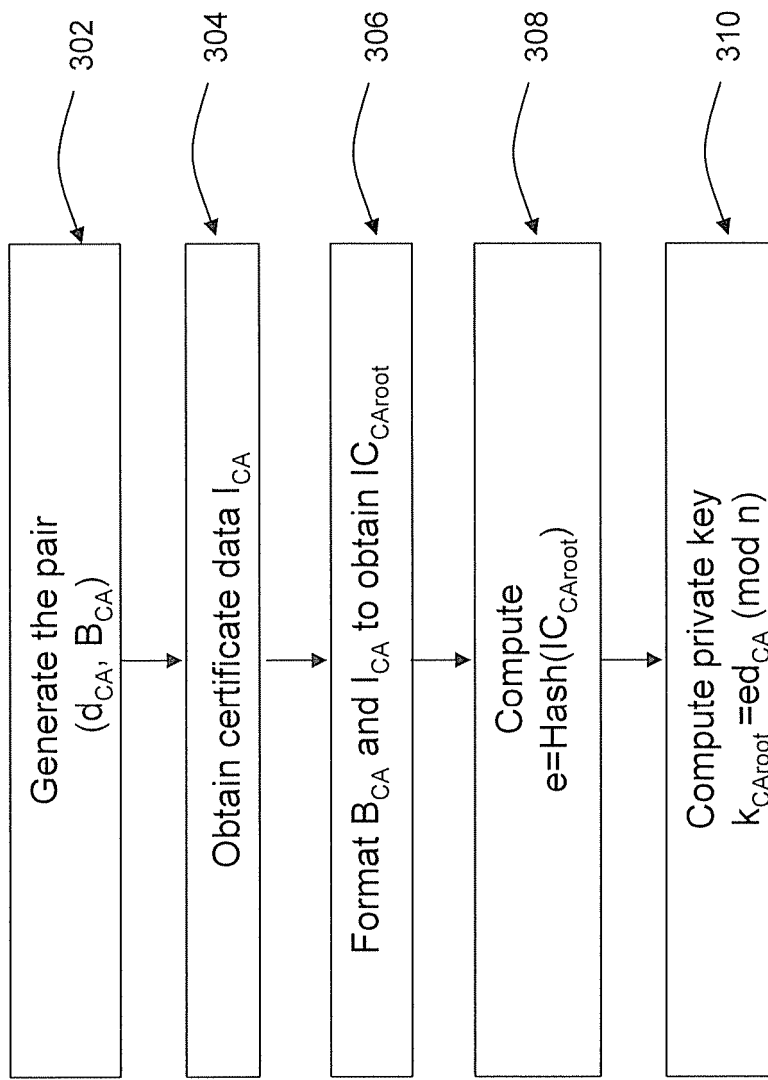 Generate the pair
(d_CA, B_CA)
302
Obtain certificate data I_CA
304
Format B_CA and I_CA to obtain IC_CAroot
306
Compute
e=Hash(IC_CAroot)
308
Compute private key
k_CAroot =ed_CA (mod n)
310